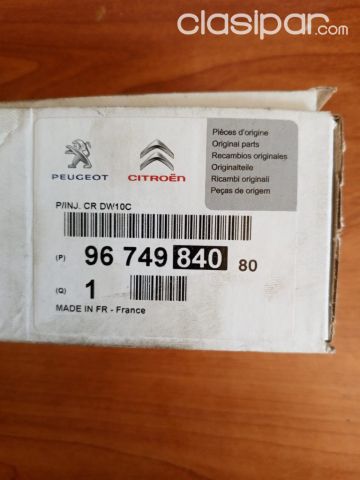 clasipar.com
PEUGEOT
CITROËN
Pièces d'origine
Original parts
Recambios originales
Originalteile
Ricambi originali
Peças de origem
P/INJ. CR DW10C
(P) 96 749 840 80
(Q) 1
MADE IN FR - France